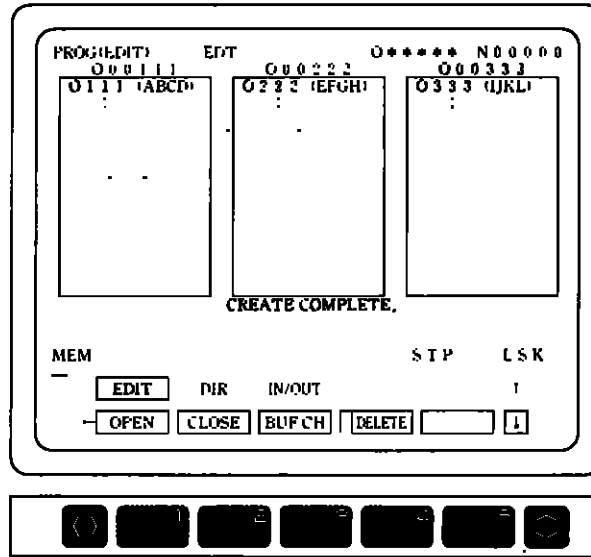 PROG(EDIT) EDT O***** N00000
O00111 O00222 O00333
O111 (ABCD) O222 (EFGH) O333 (IJKL)
: : :
: : :
CREATE COMPLETE.
MEM STP LSK
EDIT DIR IN/OUT ↑
OPEN CLOSE BUF CH DELETE ↓